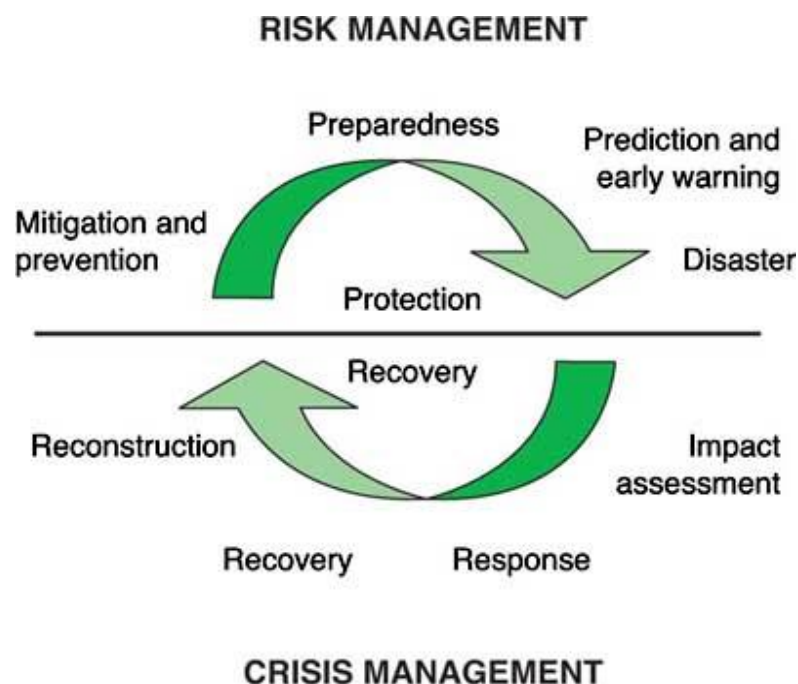 RISK MANAGEMENT
Preparedness
Prediction and
early warning
Mitigation and
prevention
Disaster
Protection
Recovery
Reconstruction
Impact
assessment
Recovery
Response
CRISIS MANAGEMENT